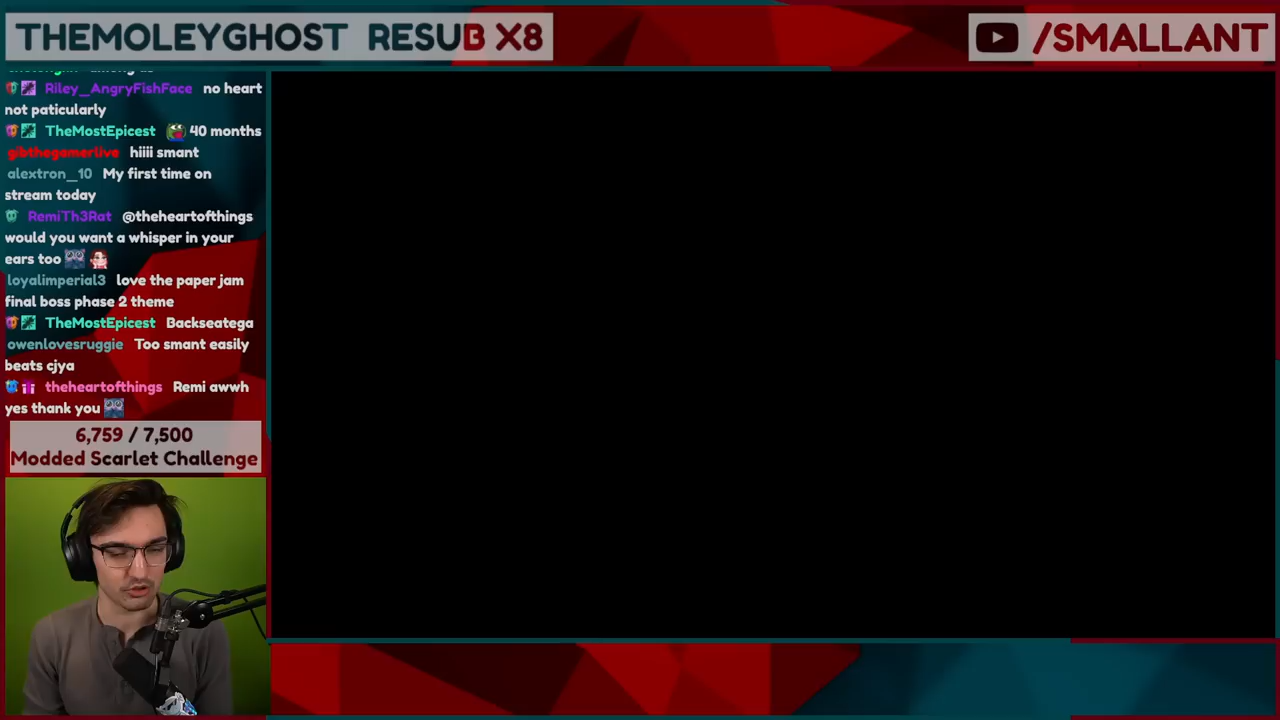 THEMOLEYGHOST RESUB X8
/SMALLANT
Riley_AngryFishFace no heart
not paticularly
TheMostEpicest 40 months
gibthegamerlive hiiii smant
alextron_10 My first time on
stream today
RemiTh3Rat @theheartofthings
would you want a whisper in your
ears too
loyalimperial3 love the paper jam
final boss phase 2 theme
TheMostEpicest Backseatega
owenlovesruggie Too smant easily
beats cjya
theheartofthings Remi awwh
yes thank you
6,759 / 7,500
Modded Scarlet Challenge